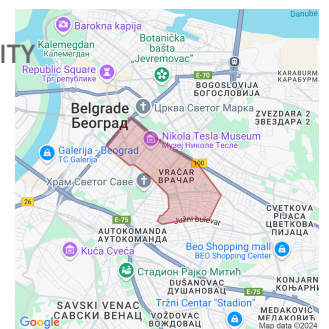 Danube
Barokna kapija
Kalemegdan
Калемегдан
Botanička
bašta
„Jevremovac"
ITY
Republic Square
Трг републике
E-70
BOGOSLOVIJA
БОГОСЛОВИЈА
KARABURM
КАРАБУРМ
Belgrade
Београд
Црква Светог Марка
ZVEZDARA 2
ЗВЕЗДАРА 2
Nikola Tesla Museum
Музеј Николе Тесле
Galerija - Beograd
TC Galerija
100
VRAČAR
ВРАЧАР
Храм Светог Саве
26
E-75
Južni bulevar
CVETKOVA
PIJACA
ЦВЕТКОВА
ПИЈАЦА
AUTOKOMANDA
АУТОКОМАНДА
Kuća Cveća
Beo Shopping mall
BEO Shopping Center
E-75
Стадион Рајко Митић
KONJARN
КОЊАРНИ
DUŠANOVAC
ДУШАНОВАЦ
SAVSKI VENAC
САВСКИ ВЕНАЦ
Tržni Centar "Stadion"
VOŽDOVAC
ВОЖДОВАЦ
MEDAKOVIĆ
МЕДАКОВИЋ
Google
Map data ©2024